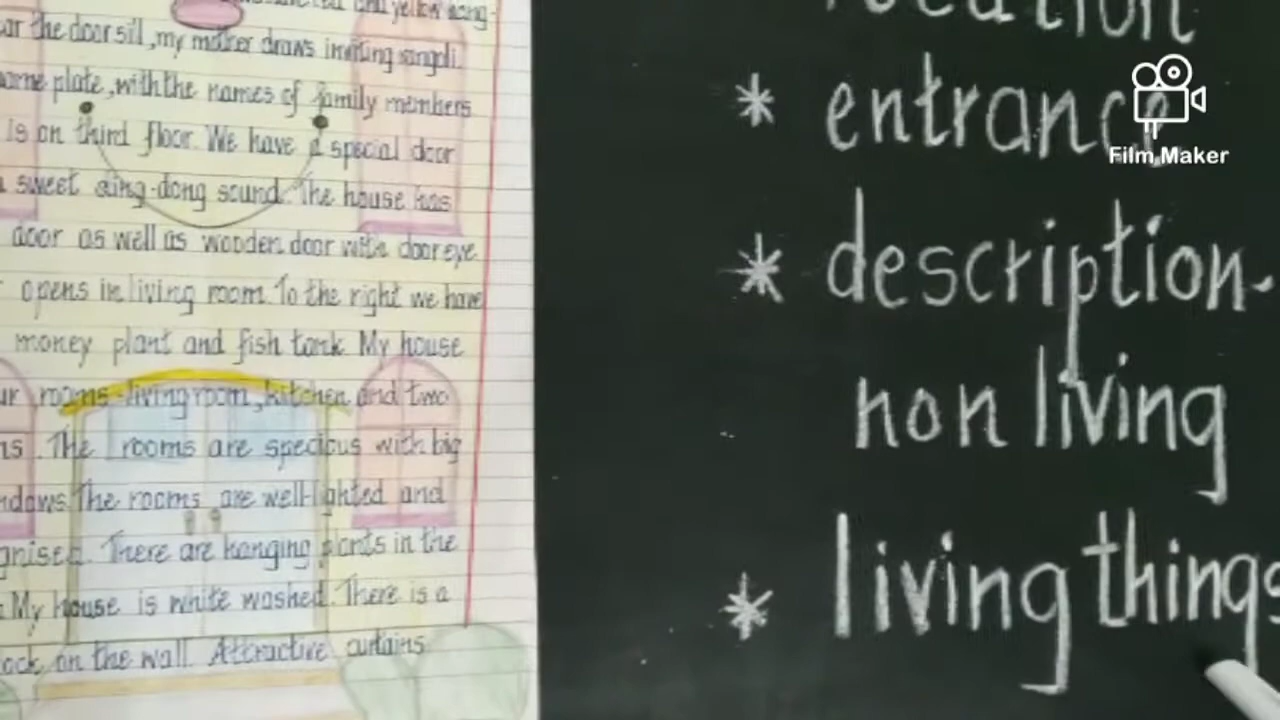 and yellow
the door sill, my mother draws inviting rangoli.
name plate, with the names of family members
is on third floor. We have a special door
sweet ding-dong sound. The house has
door as well as wooden door with door eye
opens in living room. To the right we have
money plant and fish tank. My house
rooms-living room, kitchen and two
The rooms are specious with big
The rooms are well-lighted and
There are hanging plants in the
My house is white washed. There is a
on the wall. Attractive curtains
* entrance
* description-
non living
* living things
Film Maker